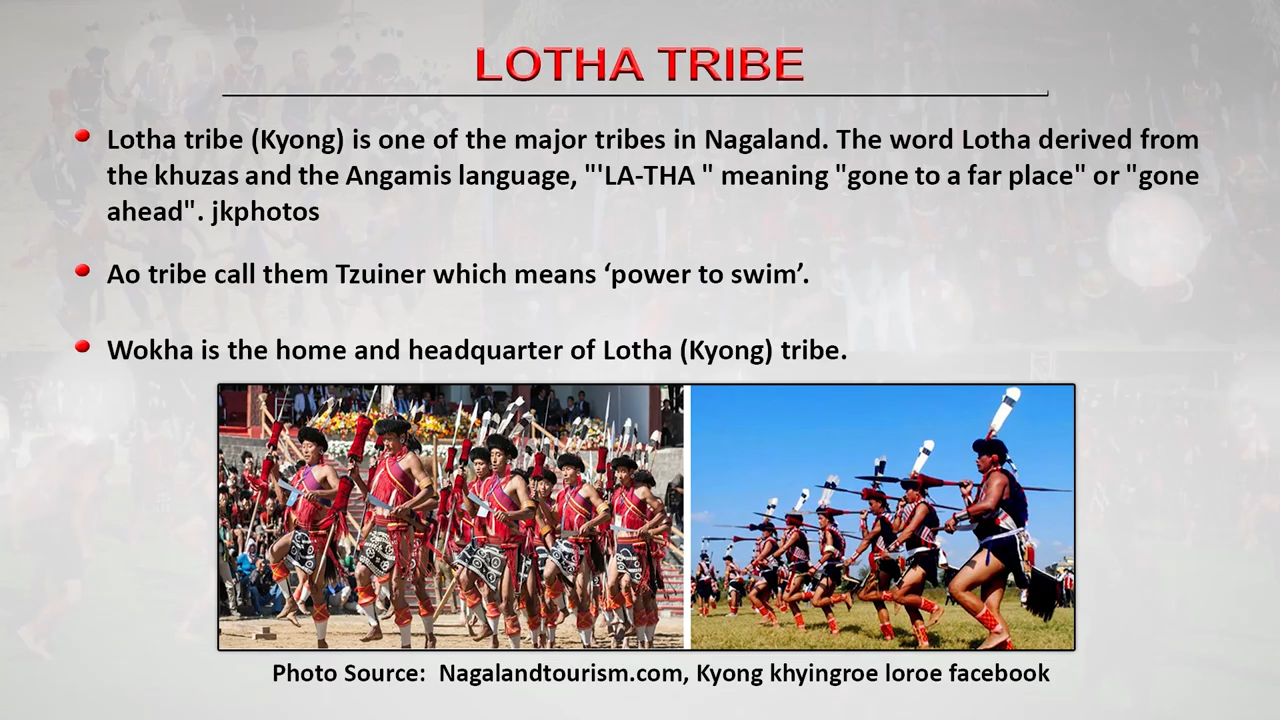 LOTHA TRIBE
Lotha tribe (Kyong) is one of the major tribes in Nagaland. The word Lotha derived from
the khuzas and the Angamis language, "'LA-THA " meaning "gone to a far place" or "gone
ahead". jkphotos
Ao tribe call them Tzuiner which means ‘power to swim’.
Wokha is the home and headquarter of Lotha (Kyong) tribe.
Photo Source: Nagalandtourism.com, Kyong khyingroe loroe facebook